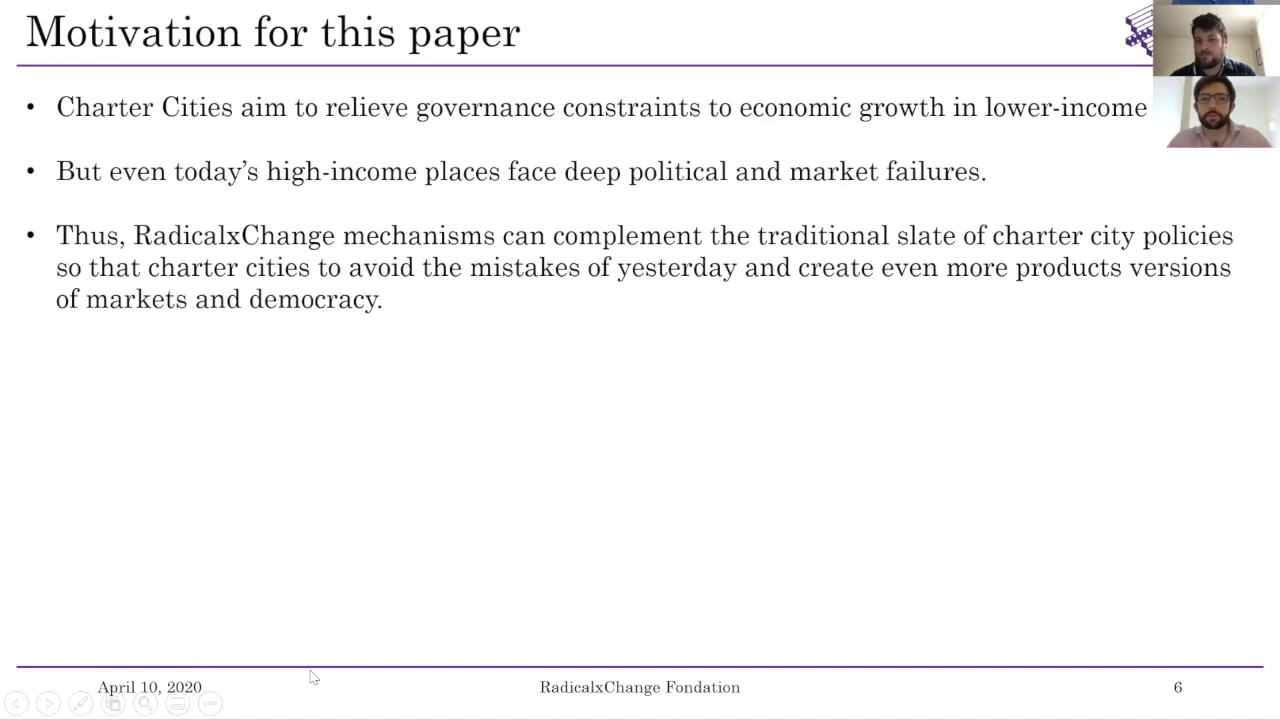 Motivation for this paper
• Charter Cities aim to relieve governance constraints to economic growth in lower-income
• But even today’s high-income places face deep political and market failures.
• Thus, RadicalxChange mechanisms can complement the traditional slate of charter city policies
so that charter cities to avoid the mistakes of yesterday and create even more products versions
of markets and democracy.
April 10, 2020
RadicalxChange Fondation
6